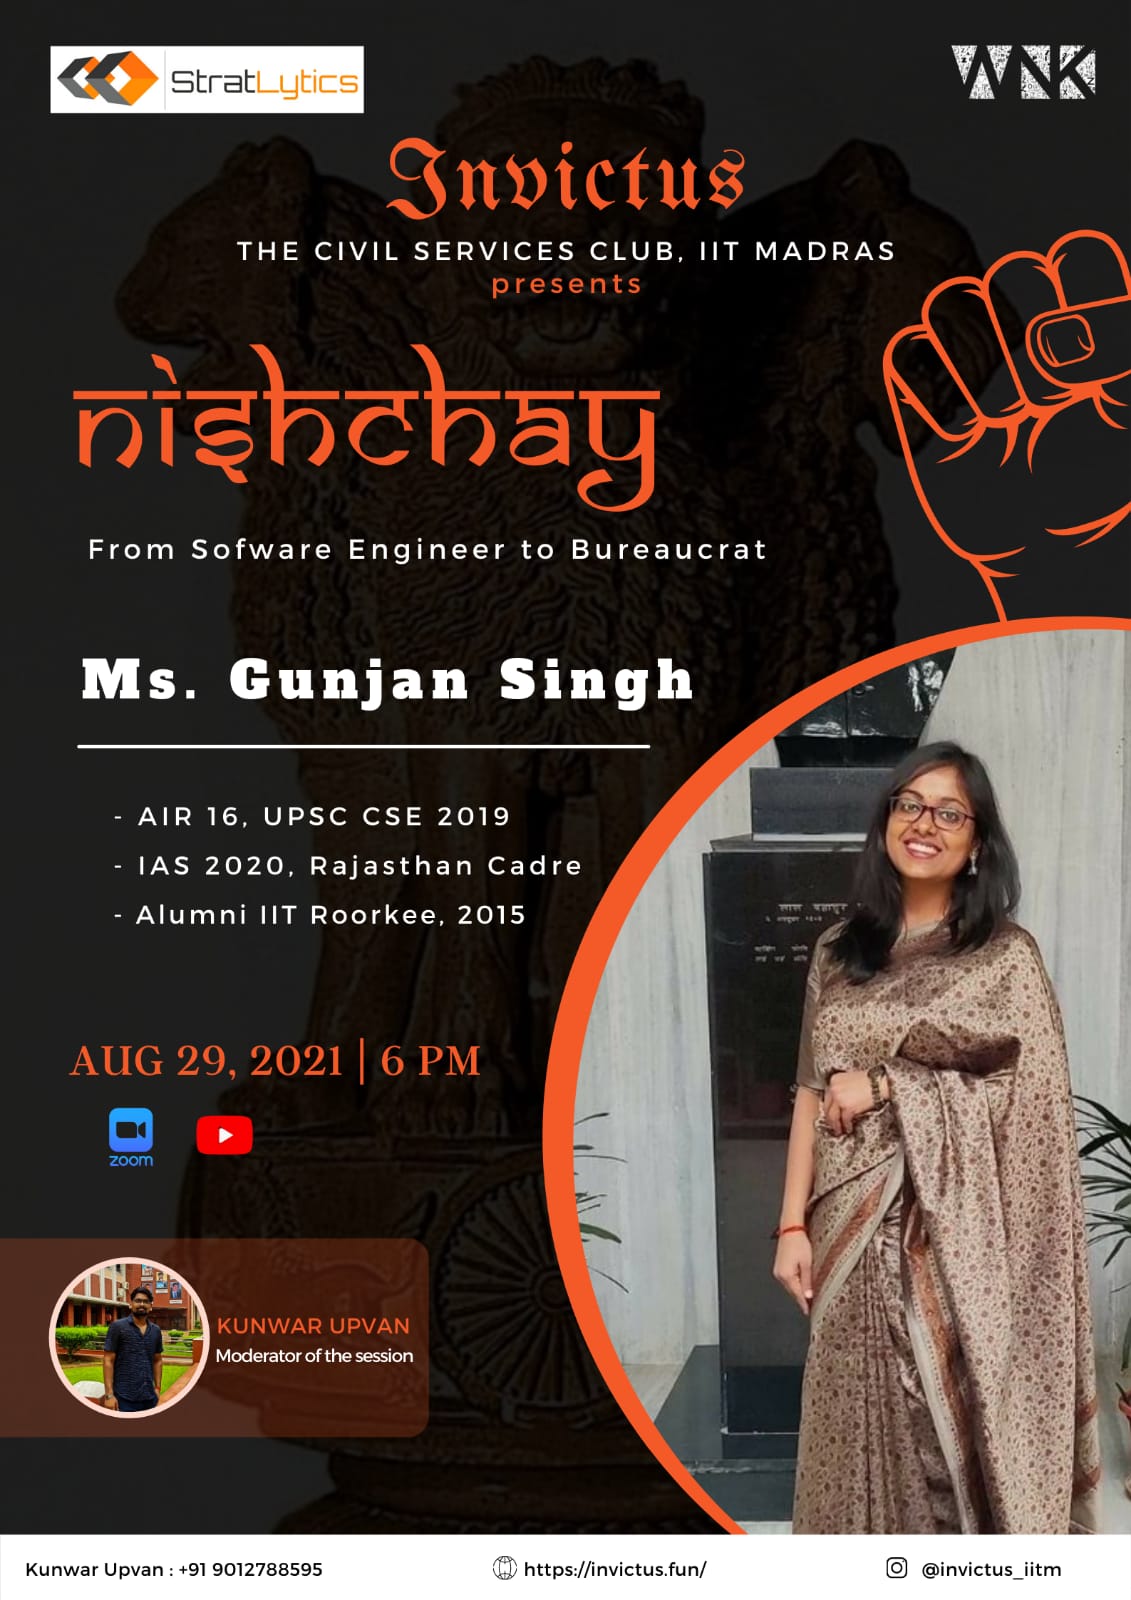 StratLytics
WNK
Invictus
THE CIVIL SERVICES CLUB, IIT MADRAS
presents
nishchay
From Sofware Engineer to Bureaucrat
Ms. Gunjan Singh
- AIR 16, UPSC CSE 2019
- IAS 2020, Rajasthan Cadre
- Alumni IIT Roorkee, 2015
लाल बहादुर
AUG 29, 2021 | 6 PM
zoom
KUNWAR UPVAN
Moderator of the session
Kunwar Upvan : +91 9012788595
https://invictus.fun/
@invictus_iitm